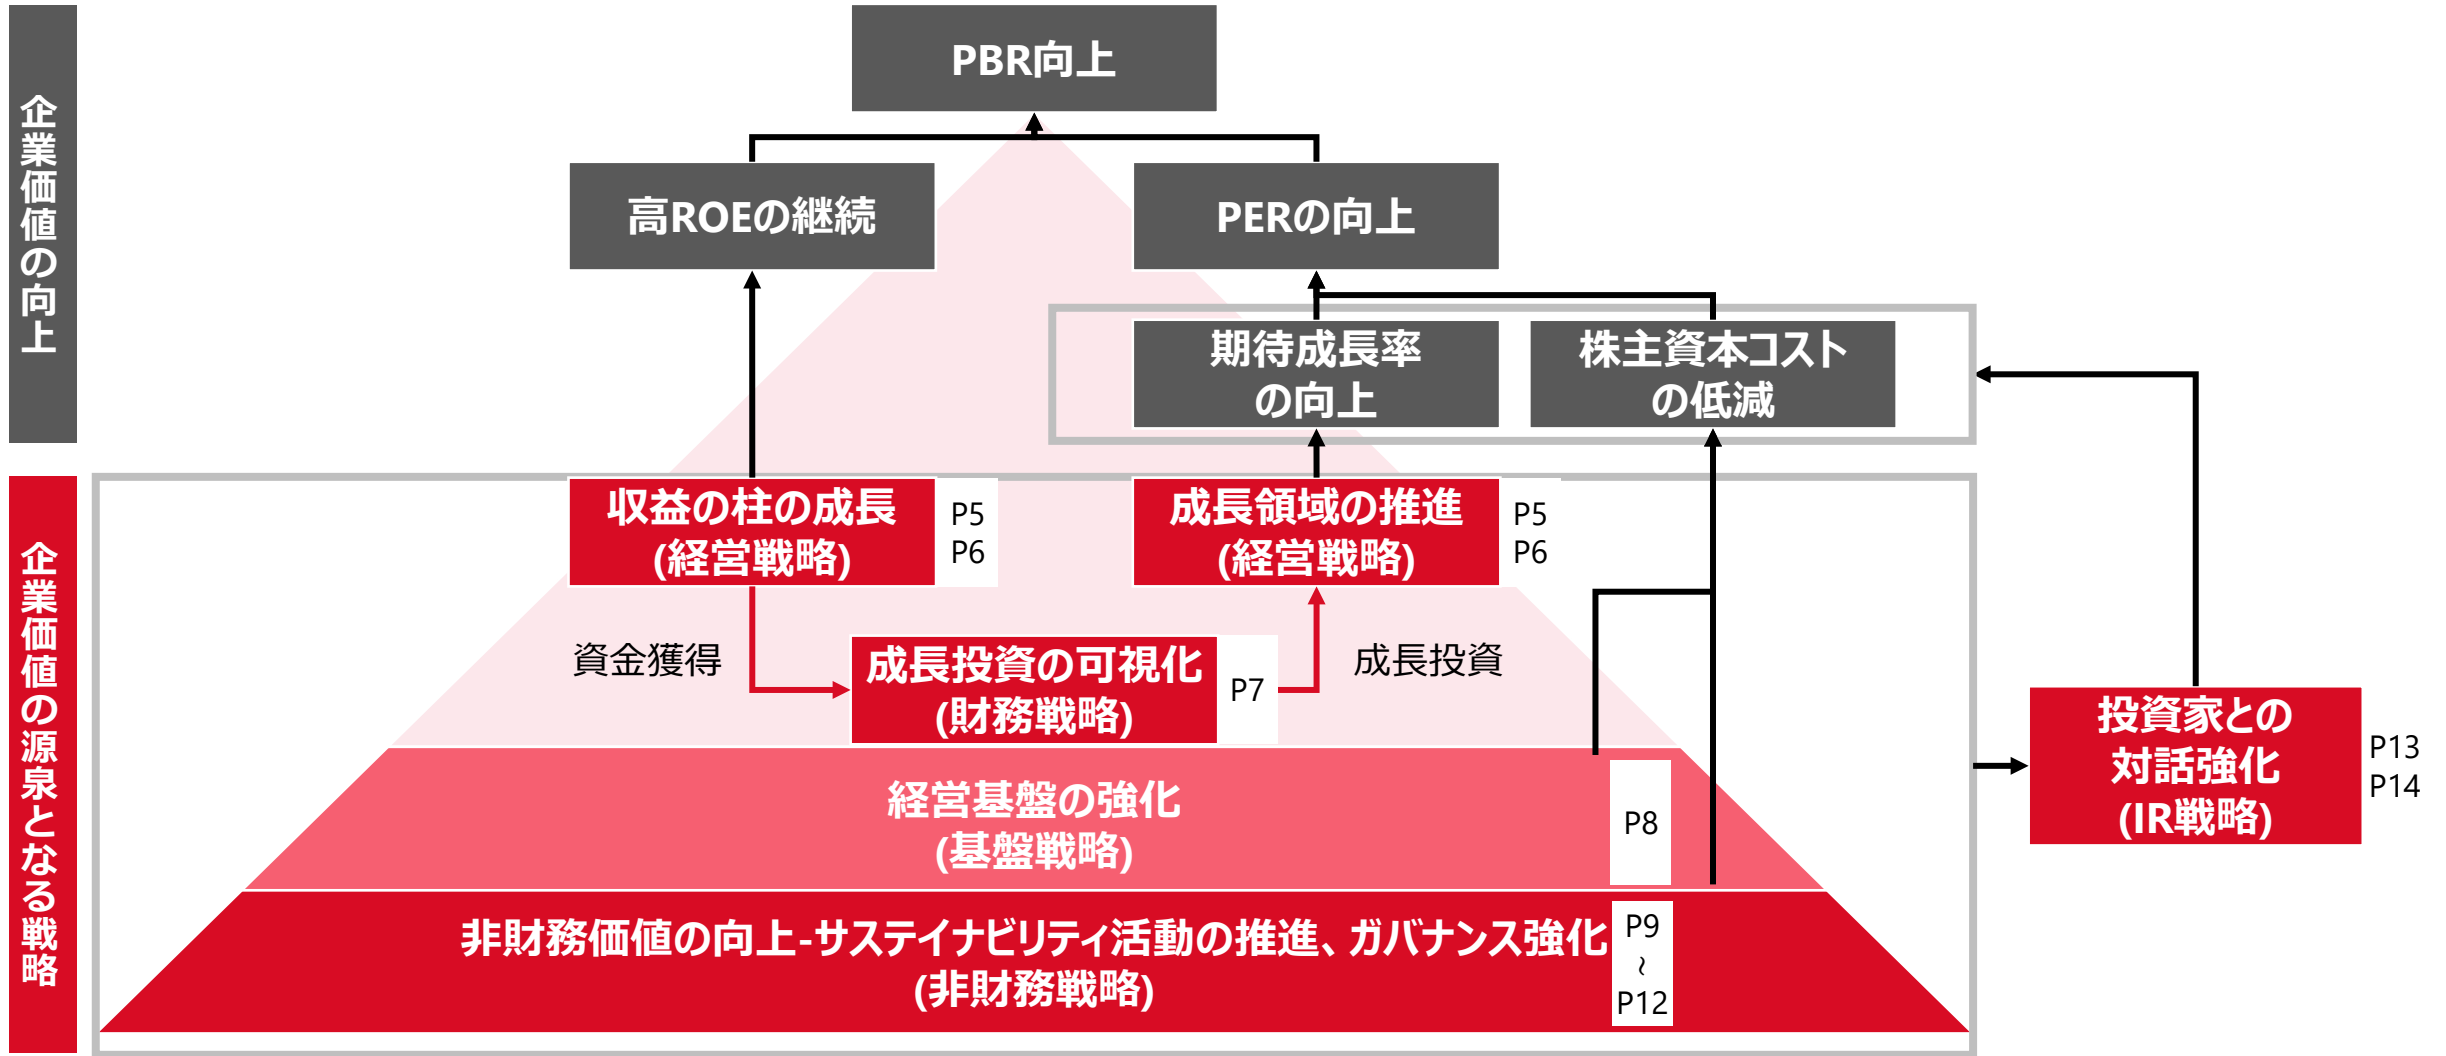 企業価値の向上
PBR向上
高ROEの継続
PERの向上
期待成長率
の向上
株主資本コスト
の低減
企業価値の源泉となる戦略
収益の柱の成長
(経営戦略)
P5
P6
成長領域の推進
(経営戦略)
P5
P6
資金獲得
成長投資の可視化
(財務戦略)
P7
成長投資
経営基盤の強化
(基盤戦略)
P8
非財務価値の向上-サステイナビリティ活動の推進、ガバナンス強化
(非財務戦略)
P9
~
P12
投資家との
対話強化
(IR戦略)
P13
P14